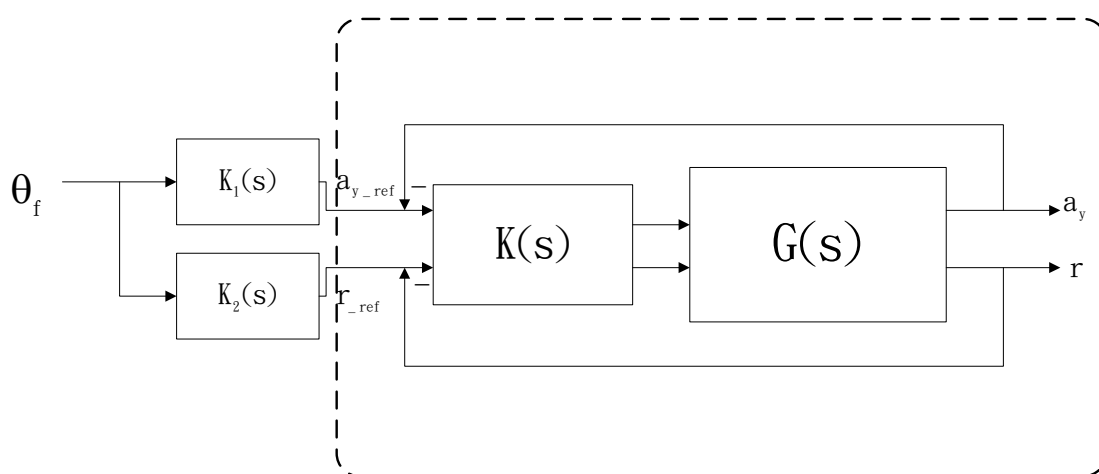 θf
K1(s)
ay_ref
−
K2(s)
r_ref
−
K(s)
G(s)
ay
r